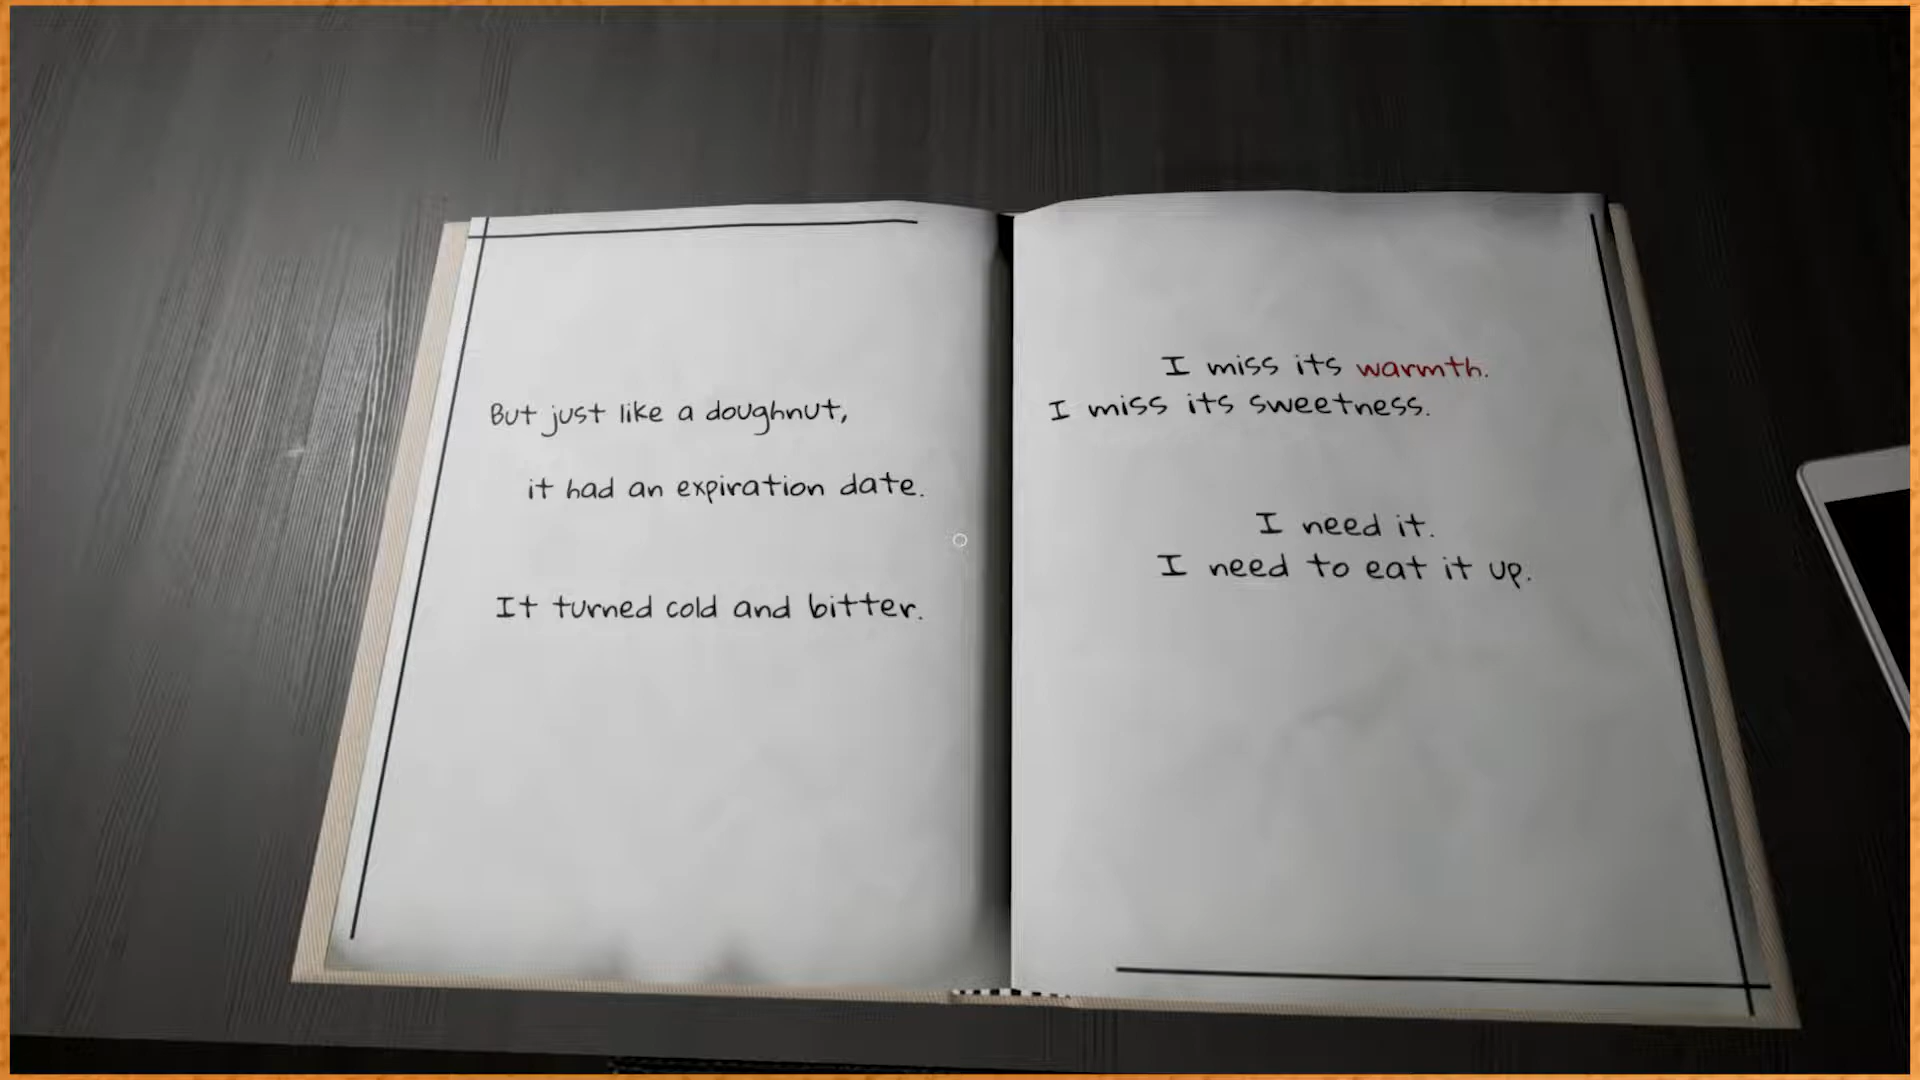 But just like a doughnut,
it had an expiration date.
It turned cold and bitter.
I miss its warmth.
I miss its sweetness.
I need it.
I need to eat it up.